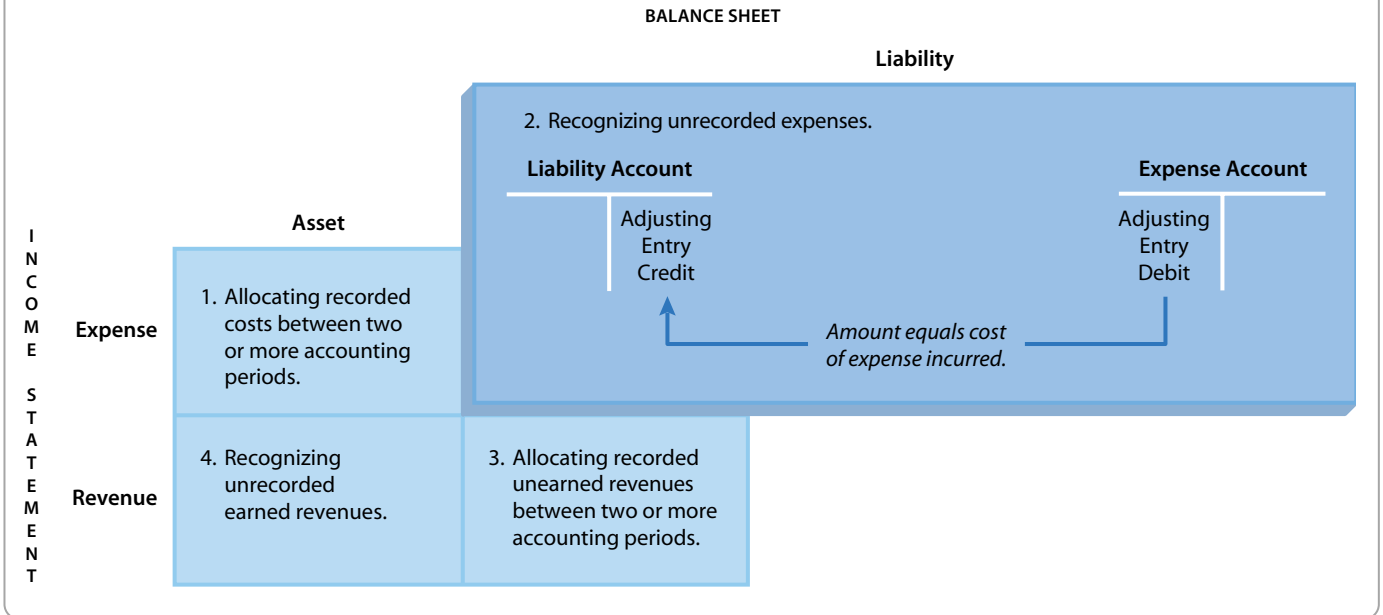 BALANCE SHEET
Liability
2. Recognizing unrecorded expenses.
Liability Account
Expense Account
Adjusting
Entry
Credit
Adjusting
Entry
Debit
Amount equals cost
of expense incurred.
Asset
INCOME STATEMENT
Expense
1. Allocating recorded
costs between two
or more accounting
periods.
Revenue
4. Recognizing
unrecorded
earned revenues.
3. Allocating recorded
unearned revenues
between two or more
accounting periods.